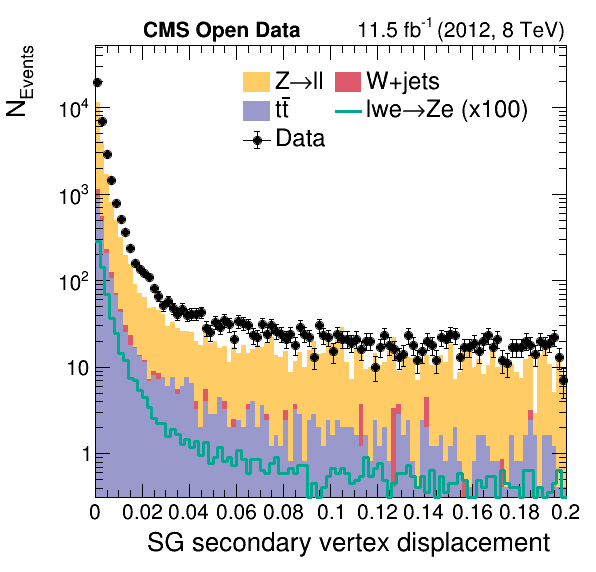 CMS Open Data 11.5 fb⁻¹ (2012, 8 TeV)
N_Events
Z→ll W+jets
tt̄ lwe→Ze (x100)
Data
10⁴
10³
10²
10
1
0 0.02 0.04 0.06 0.08 0.1 0.12 0.14 0.16 0.18 0.2
SG secondary vertex displacement